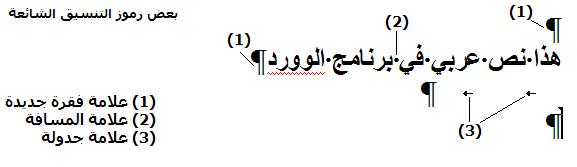 بعض رموز التنسيق الشائعة
(1) ¶
(2)
هذا·نص·عربي·في·برنامج·الوورد¶ (1)
¶
(3)
¶
(1) علامة فقرة جديدة
(2) علامة المسافة
(3) علامة جدولة